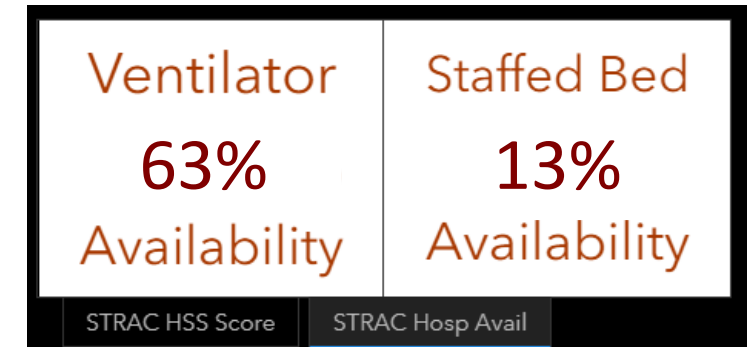 Ventilator
63%
Availability
Staffed Bed
13%
Availability
STRAC HSS Score
STRAC Hosp Avail